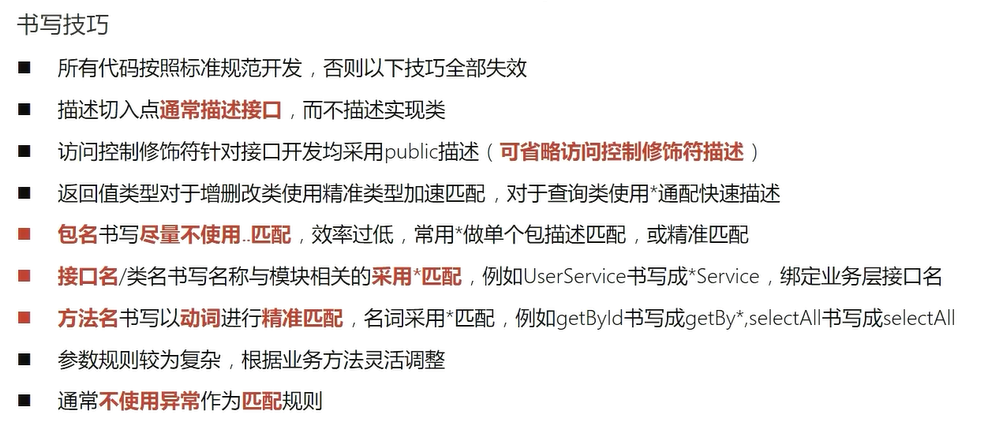 书写技巧
所有代码按照标准规范开发，否则以下技巧全部失效
描述切入点通常描述接口，而不描述实现类
访问控制修饰符针对接口开发均采用public描述（可省略访问控制修饰符描述）
返回值类型对于增删改类使用精准类型加速匹配，对于查询类使用*通配快速描述
包名书写尽量不使用..匹配，效率过低，常用*做单个包描述匹配，或精准匹配
接口名/类名书写名称与模块相关的采用*匹配，例如UserService书写成*Service，绑定业务层接口名
方法名书写以动词进行精准匹配，名词采用*匹配，例如getById书写成getBy*,selectAll书写成selectAll
参数规则较为复杂，根据业务方法灵活调整
通常不使用异常作为匹配规则